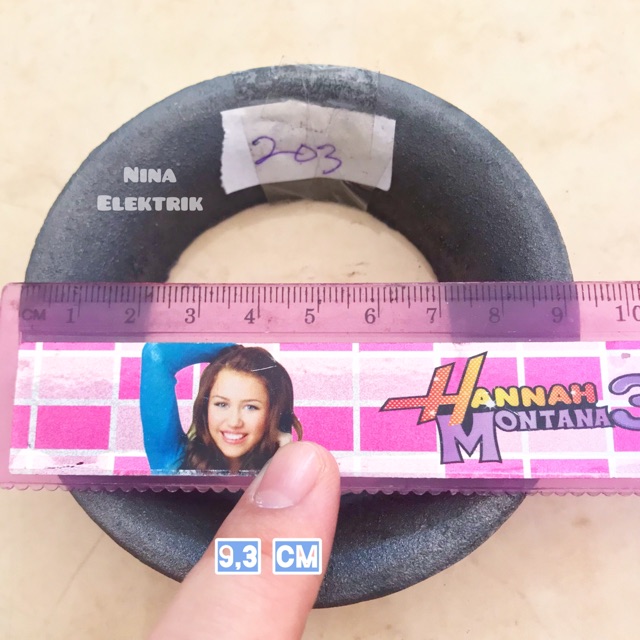 203
NINA
ELEKTRIK
CM 1 2 3 4 5 6 7 8 9 10
HANNAH
MONTANA 3
9,3 CM